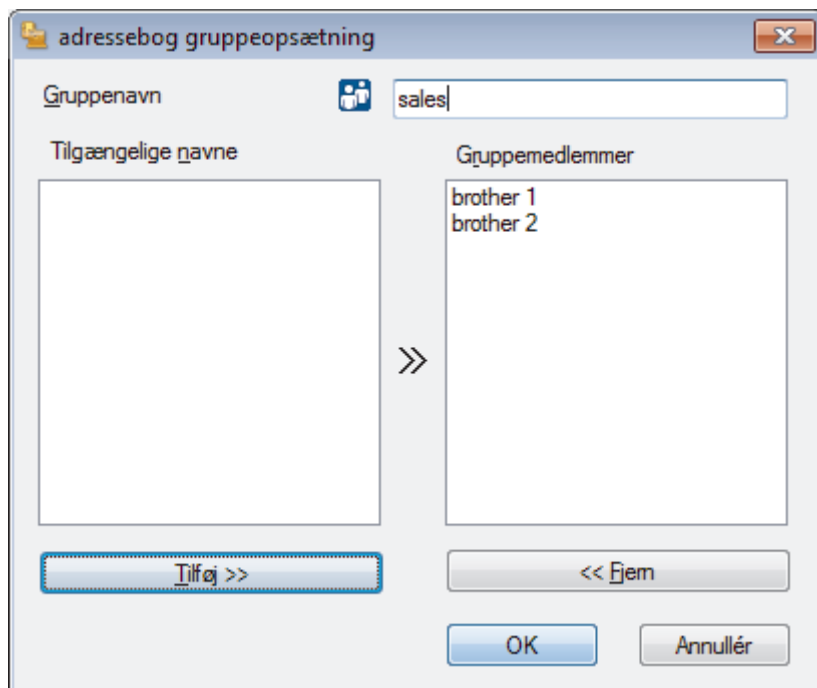 adressebog gruppeopsætning
Gruppenavn
sales
Tilgængelige navne
Gruppemedlemmer
brother 1
brother 2
Tilføj >>
<< Fjern
OK
Annullér